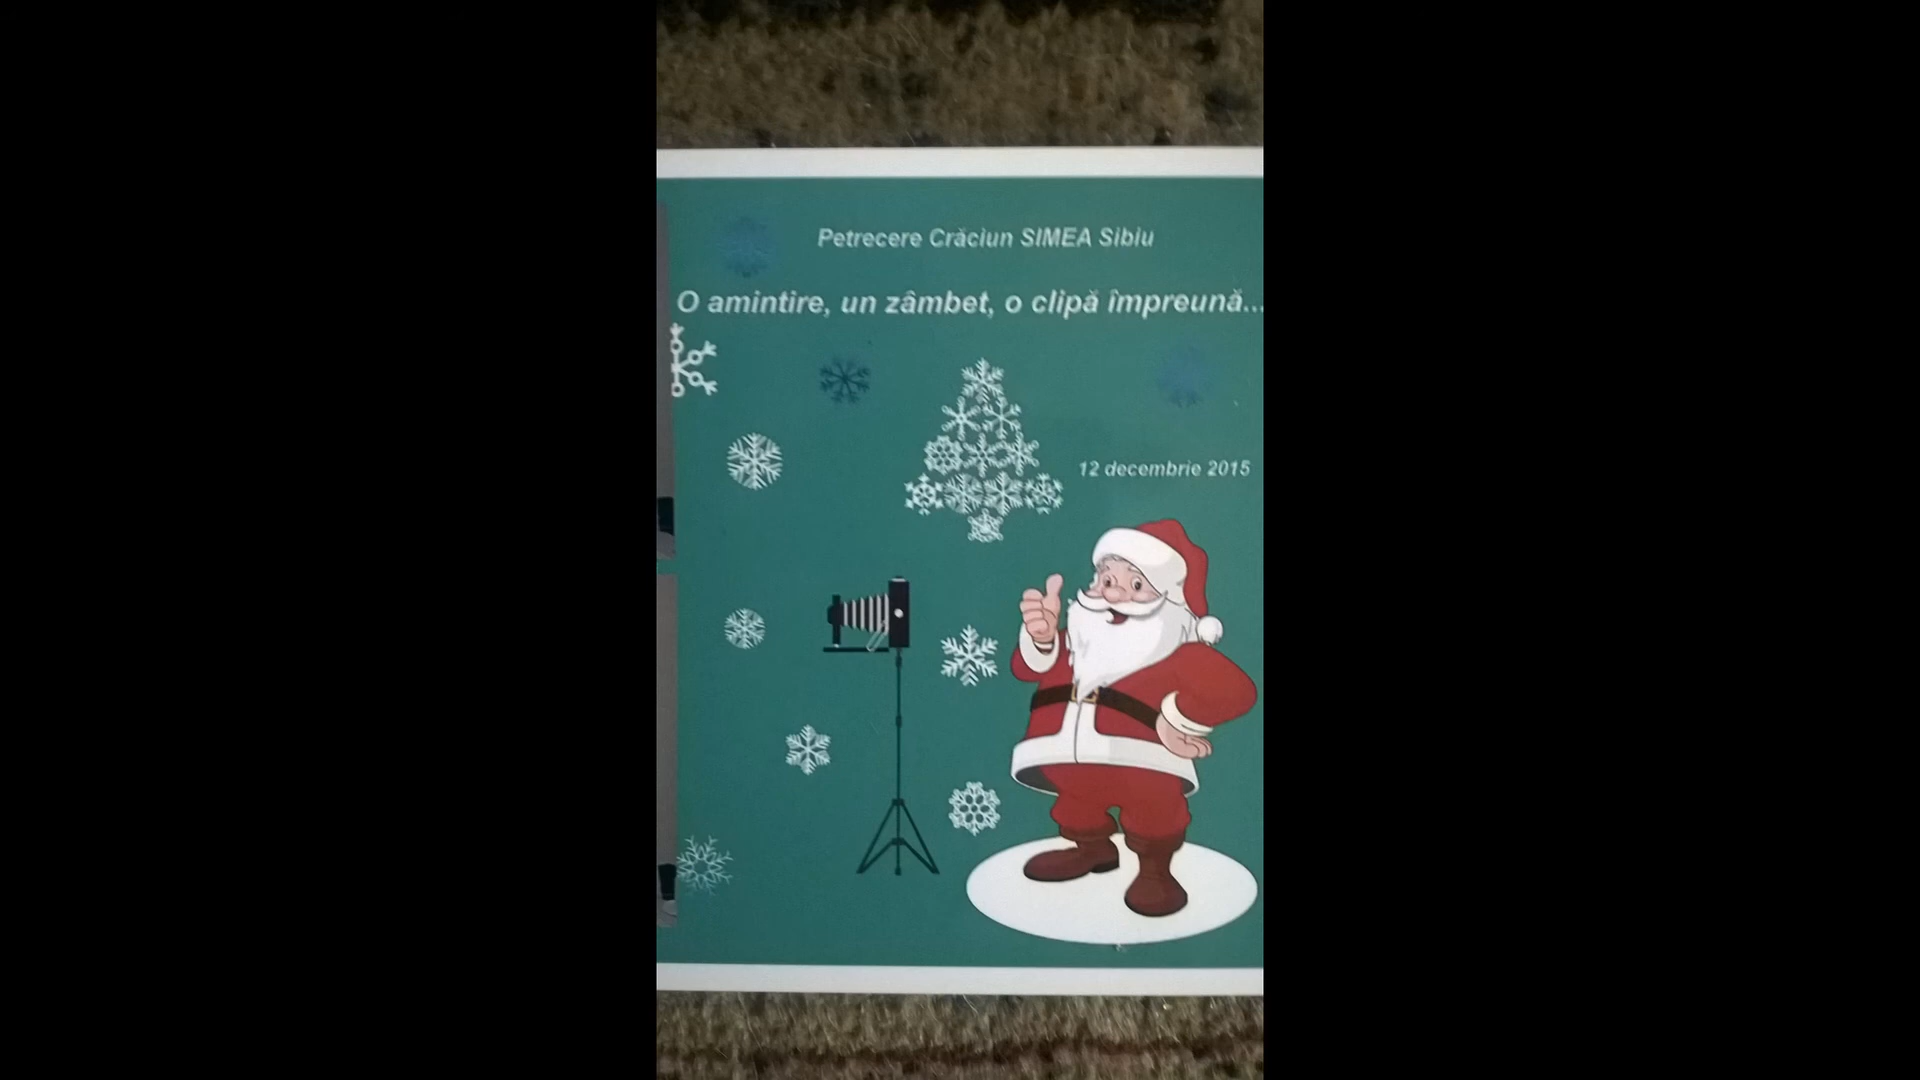 Petrecere Crăciun SIMEA Sibiu
O amintire, un zâmbet, o clipă împreună...
12 decembrie 2015